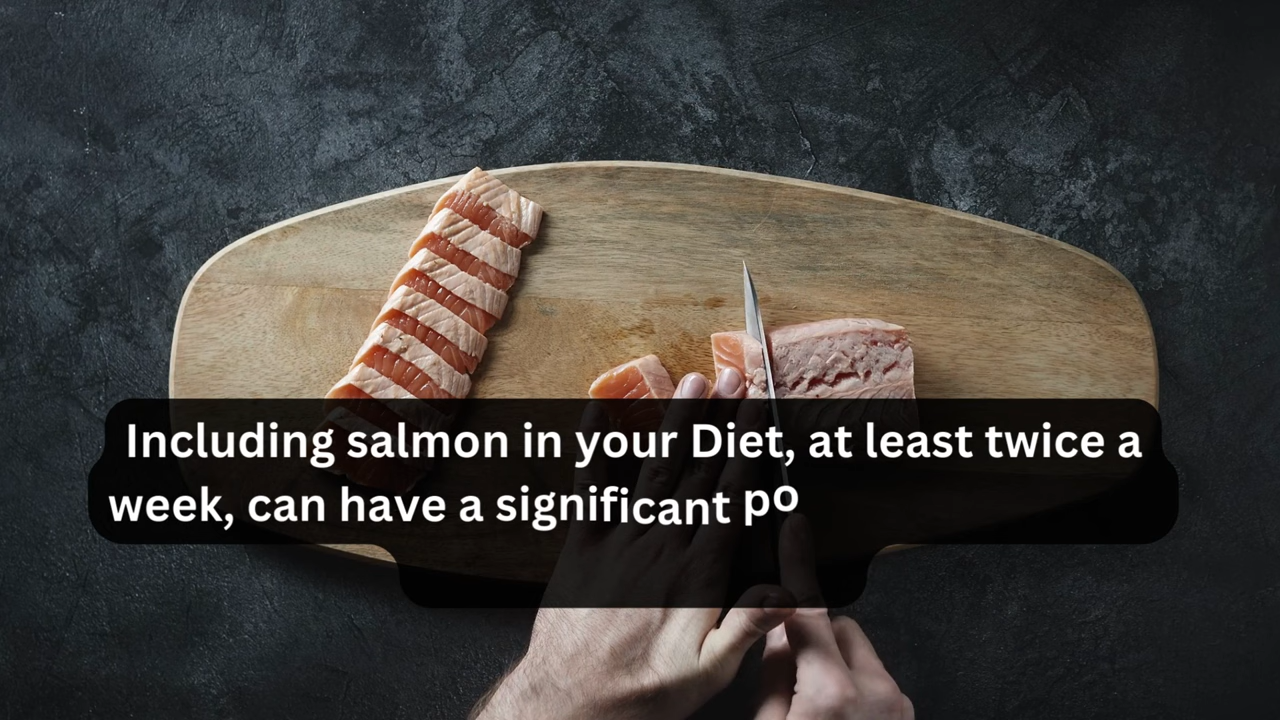 Including salmon in your Diet, at least twice a
week, can have a significant po